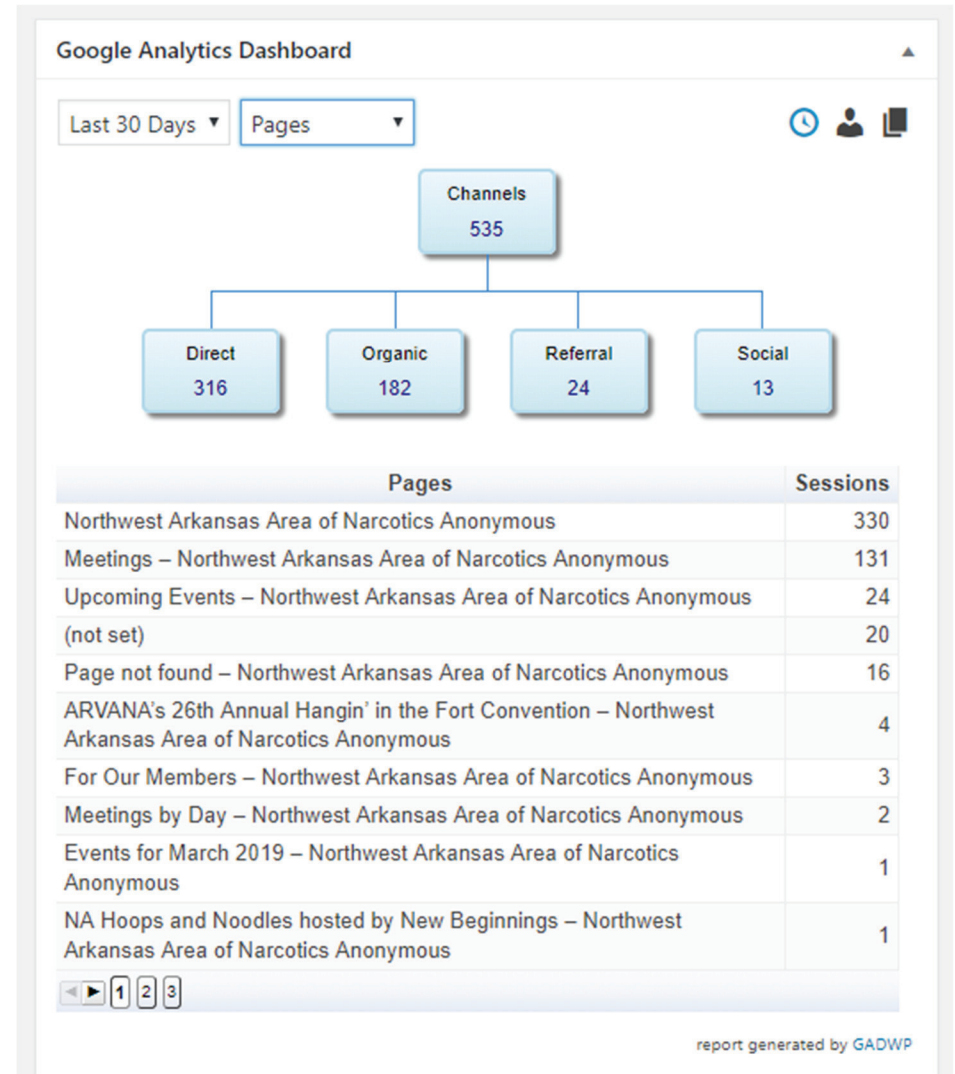 Google Analytics Dashboard
Last 30 Days
Pages
Channels
535
Direct
316
Organic
182
Referral
24
Social
13
Pages Sessions
Northwest Arkansas Area of Narcotics Anonymous 330
Meetings – Northwest Arkansas Area of Narcotics Anonymous 131
Upcoming Events – Northwest Arkansas Area of Narcotics Anonymous 24
(not set) 20
Page not found – Northwest Arkansas Area of Narcotics Anonymous 16
ARVANA's 26th Annual Hangin' in the Fort Convention – Northwest
Arkansas Area of Narcotics Anonymous 4
For Our Members – Northwest Arkansas Area of Narcotics Anonymous 3
Meetings by Day – Northwest Arkansas Area of Narcotics Anonymous 2
Events for March 2019 – Northwest Arkansas Area of Narcotics
Anonymous 1
NA Hoops and Noodles hosted by New Beginnings – Northwest
Arkansas Area of Narcotics Anonymous 1
1 2 3
report generated by GADWP